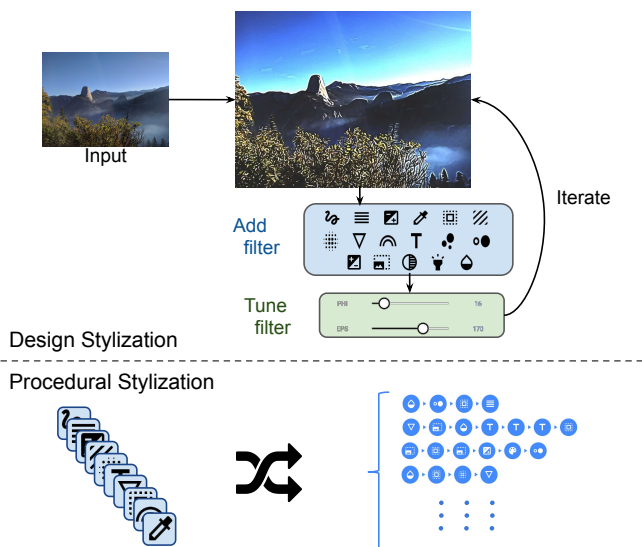 Input
Iterate
Add
filter
T
PHI
16
Tune
filter
EPS
170
Design Stylization
Procedural Stylization
T T T
T